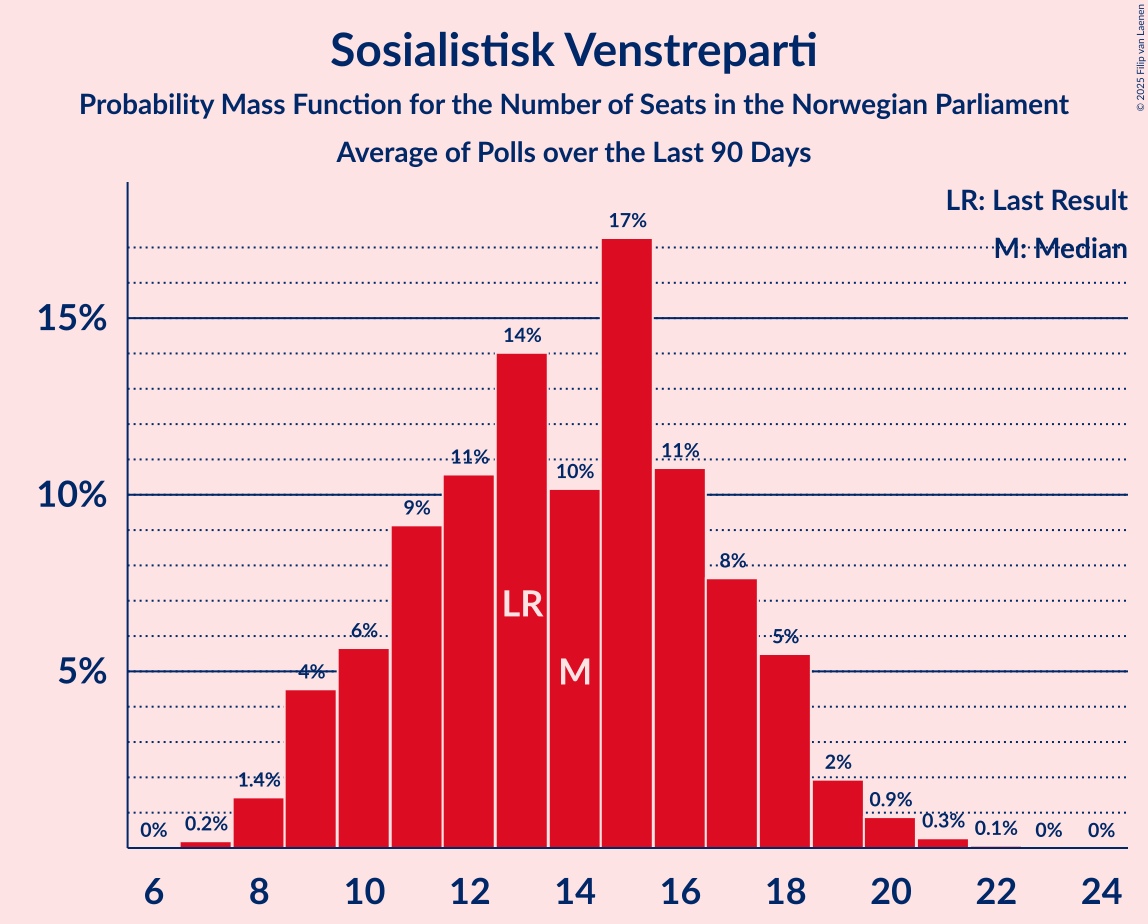 Sosialistisk Venstreparti
Probability Mass Function for the Number of Seats in the Norwegian Parliament
Average of Polls over the Last 90 Days
© 2025 Filip van Laenen
LR: Last Result
M: Median
17%
15%
14%
11%
11%
10%
10%
9%
8%
LR
6%
5%
M
5%
4%
2%
1.4%
0.9%
0.3%
0.2%
0.1%
0%
0%
0%
6 8 10 12 14 16 18 20 22 24